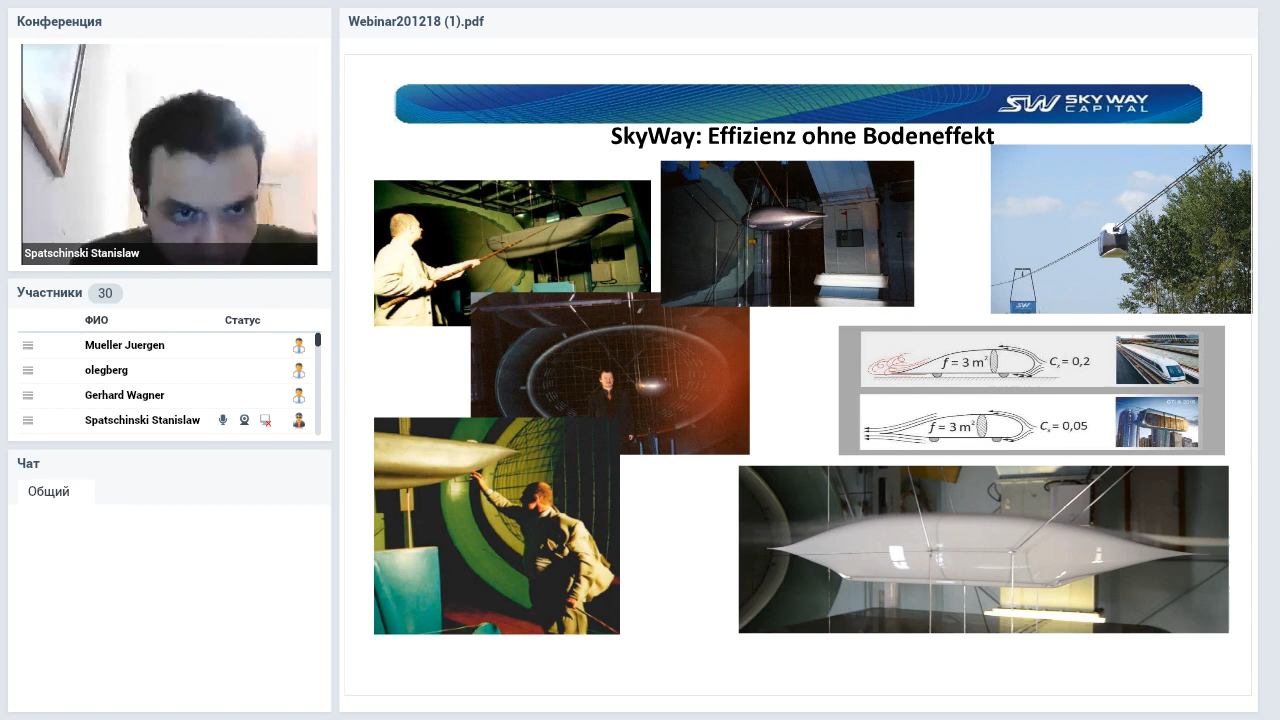 Конференция
Spatschinski Stanislaw
Участники 30
ФИО Статус
Mueller Juergen
olegberg
Gerhard Wagner
Spatschinski Stanislaw
Чат
Общий
Webinar201218 (1).pdf
SW SKY WAY
CAPITAL
SkyWay: Effizienz ohne Bodeneffekt
SW
f = 3 m² Cx = 0,2
f = 3 m² Cx = 0,05